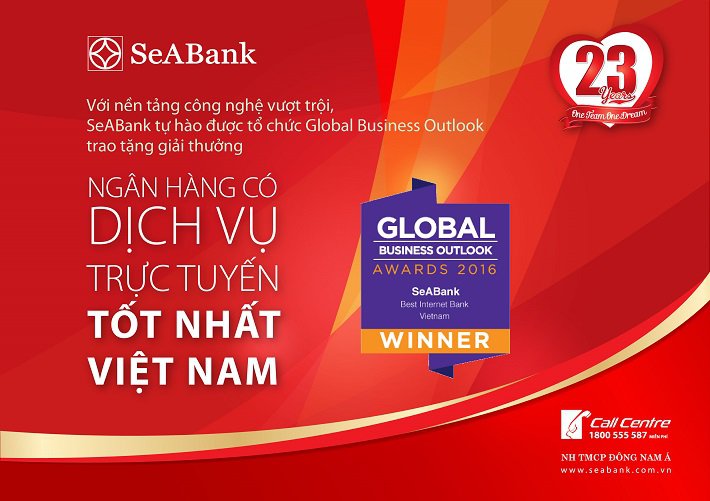 SeABank
23
Years
One Team One Dream
Với nền tảng công nghệ vượt trội,
SeABank tự hào được tổ chức Global Business Outlook
trao tặng giải thưởng
NGÂN HÀNG CÓ
DỊCH VỤ
TRỰC TUYẾN
TỐT NHẤT
VIỆT NAM
GLOBAL
BUSINESS OUTLOOK
AWARDS 2016
SeABank
Best Internet Bank
Vietnam
WINNER
Call Centre
1800 555 587 MIỄN PHÍ
NH TMCP ĐÔNG NAM Á
www.seabank.com.vn